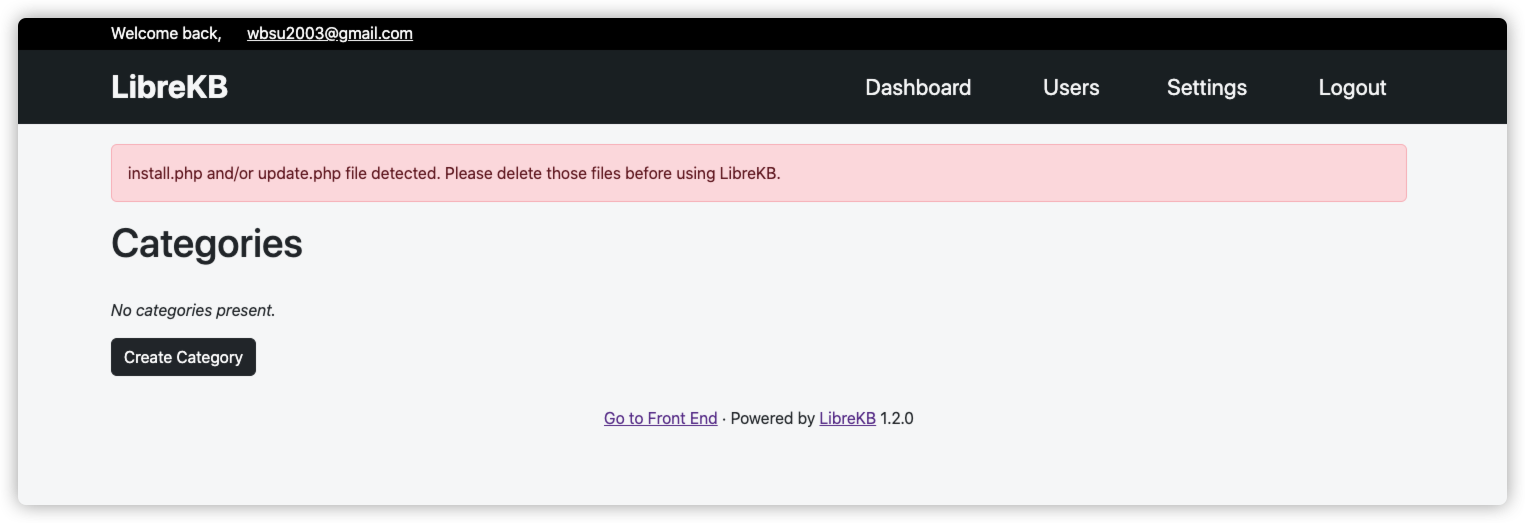 Welcome back, wbsu2003@gmail.com
LibreKB Dashboard Users Settings Logout
install.php and/or update.php file detected. Please delete those files before using LibreKB.
Categories
No categories present.
Create Category
Go to Front End · Powered by LibreKB 1.2.0